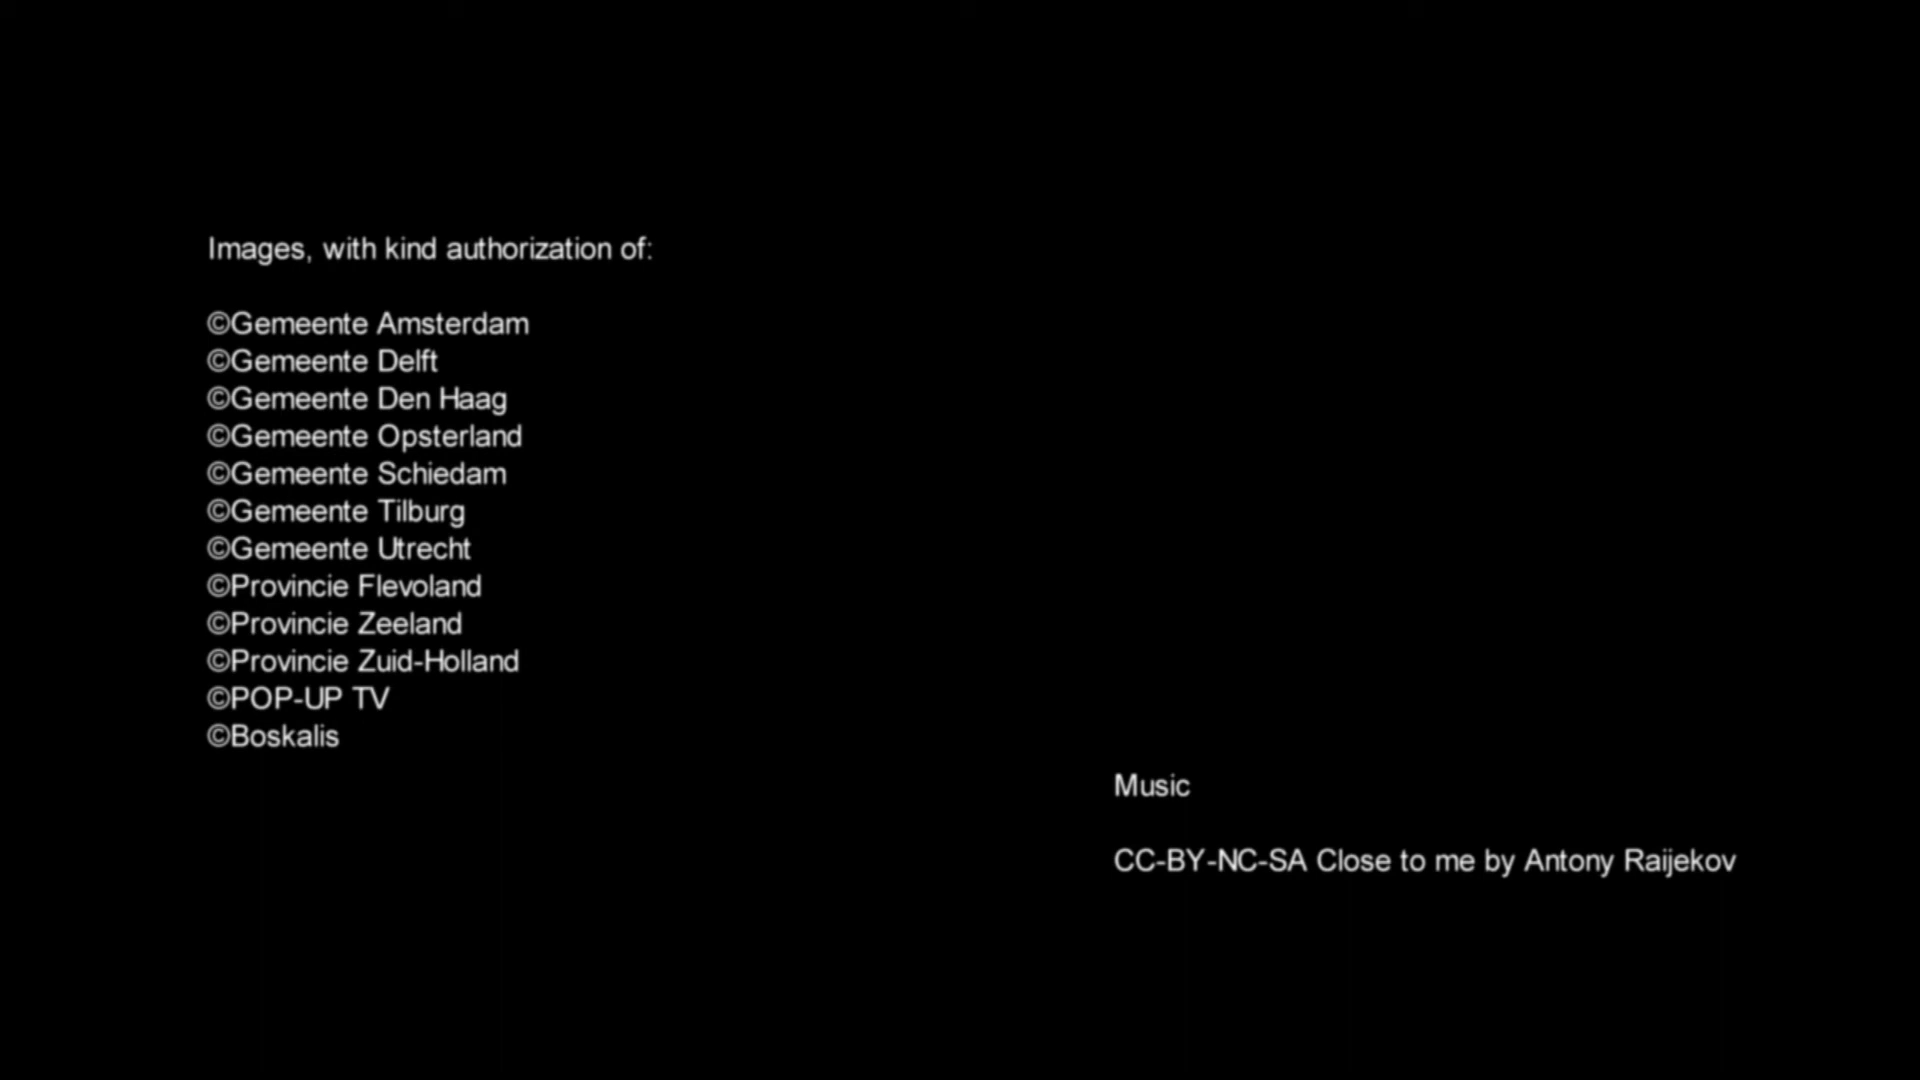 Images, with kind authorization of:
©Gemeente Amsterdam
©Gemeente Delft
©Gemeente Den Haag
©Gemeente Opsterland
©Gemeente Schiedam
©Gemeente Tilburg
©Gemeente Utrecht
©Provincie Flevoland
©Provincie Zeeland
©Provincie Zuid-Holland
©POP-UP TV
©Boskalis
Music
CC-BY-NC-SA Close to me by Antony Raijekov